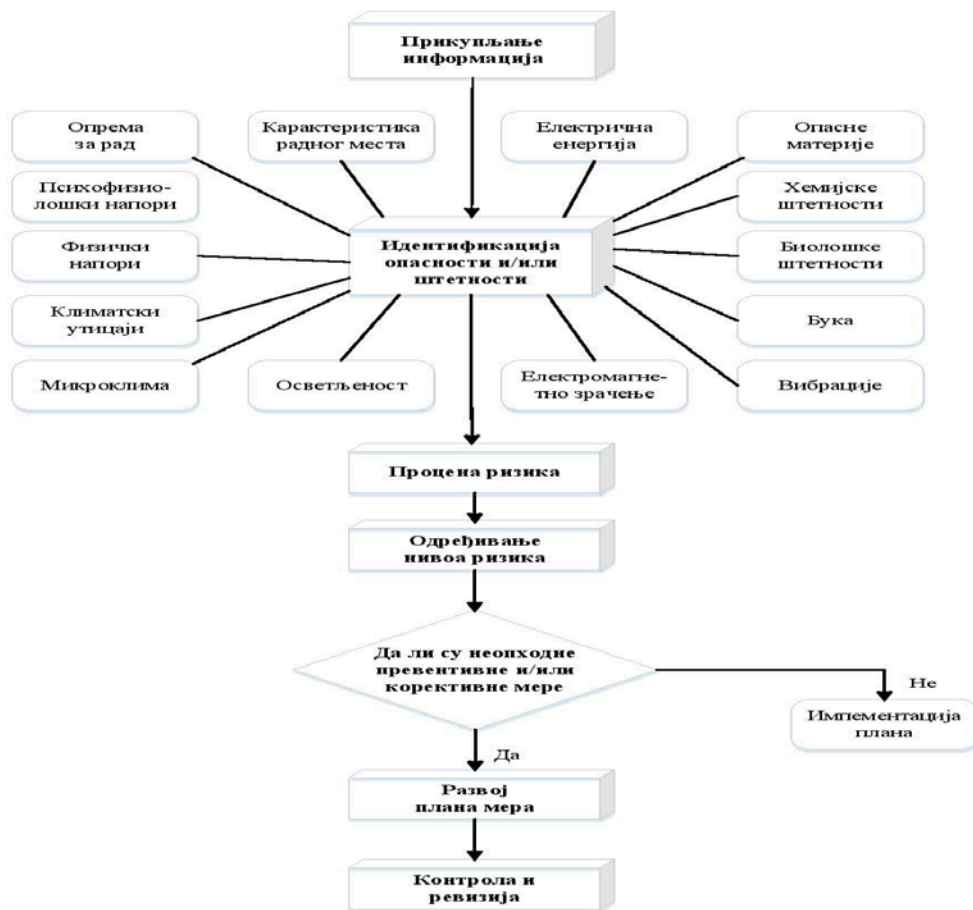 Прикупљање
информација
Опрема
за рад
Карактеристика
радног места
Електрична
енергија
Опасне
материје
Психофизио-
лошки напори
Хемијске
штетности
Физички
напори
Идентификација
опасности и/или
штетности
Биолошке
штетности
Климатски
утицаји
Бука
Микроклима
Осветљеност
Електромагне-
тно зрачење
Вибрације
Процена ризика
Одређивање
нивоа ризика
Да ли су неопходне
превентивне и/или
корективне мере
Не
Импементација
плана
Да
Развој
плана мера
Контрола и
ревизија